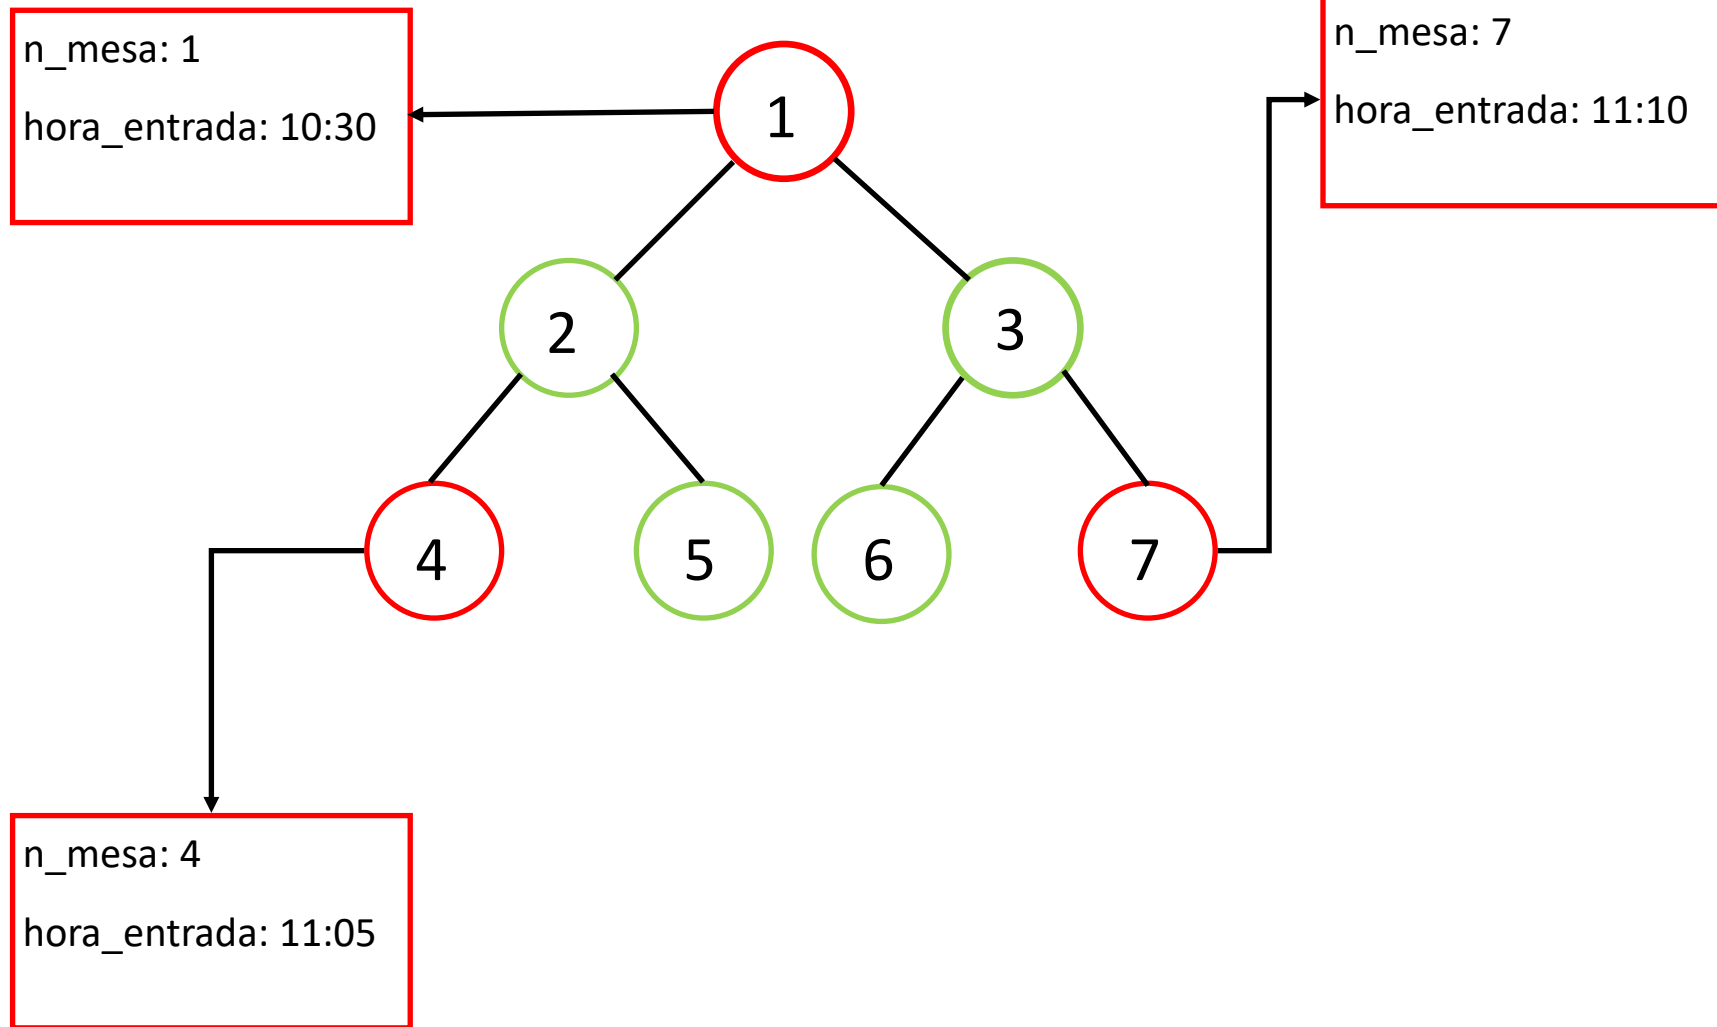 n_mesa: 1
hora_entrada: 10:30
n_mesa: 7
hora_entrada: 11:10
1
2
3
4
5
6
7
n_mesa: 4
hora_entrada: 11:05